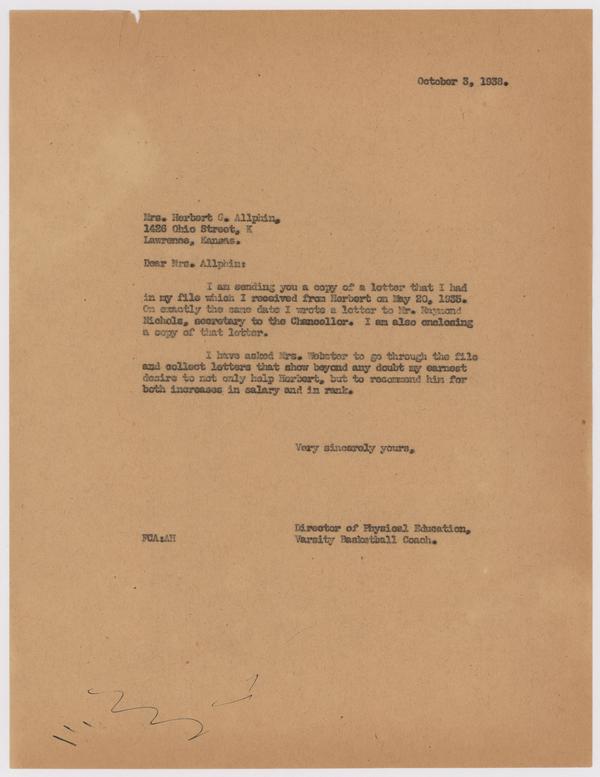 October 3, 1938.
Mrs. Herbert G. Allphin,
1426 Ohio Street, K
Lawrence, Kansas.
Dear Mrs. Allphin:
I am sending you a copy of a letter that I had
in my file which I received from Herbert on May 20, 1935.
On exactly the same date I wrote a letter to Mr. Raymond
Nichols, secretary to the Chancellor. I am also enclosing
a copy of that letter.
I have asked Mrs. Webster to go through the file
and collect letters that show beyond any doubt my earnest
desire to not only help Herbert, but to recommend him for
both increases in salary and in rank.
Very sincerely yours,
Director of Physical Education,
FCA:AH Varsity Basketball Coach.